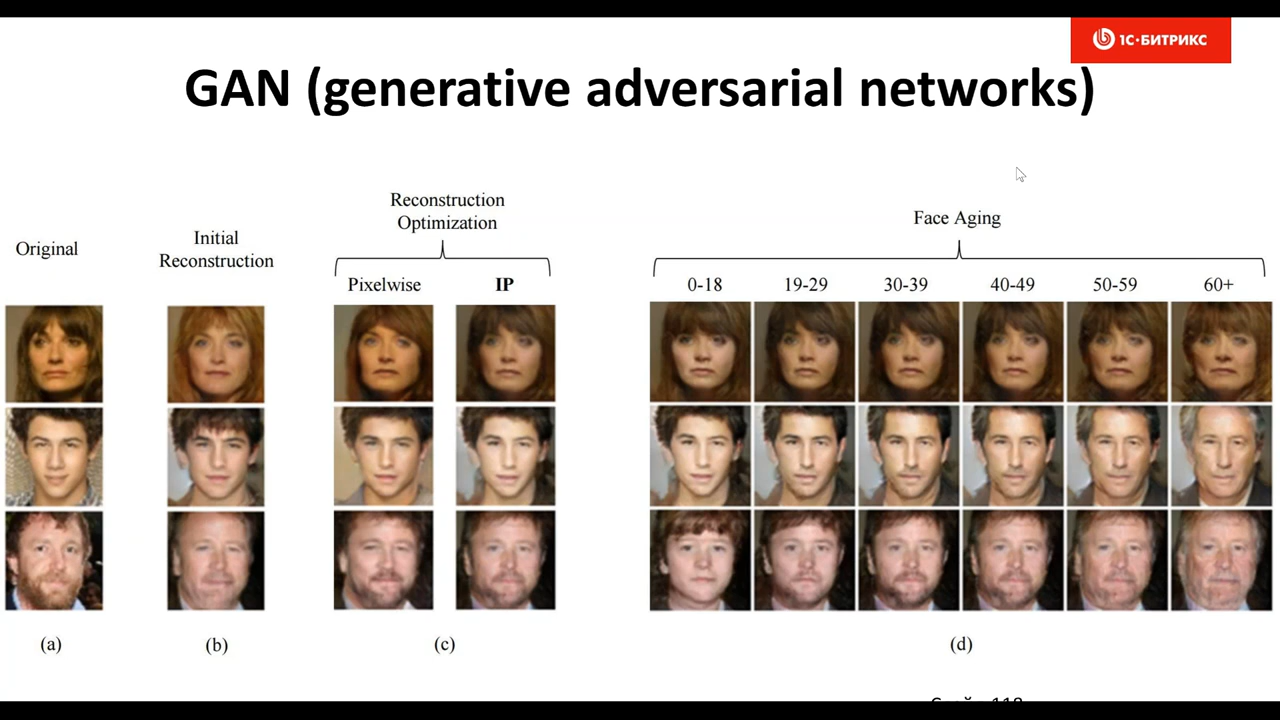 1С·БИТРИКС
GAN (generative adversarial networks)
Original
Initial
Reconstruction
Reconstruction
Optimization
Pixelwise
IP
Face Aging
0-18
19-29
30-39
40-49
50-59
60+
(a)
(b)
(c)
(d)